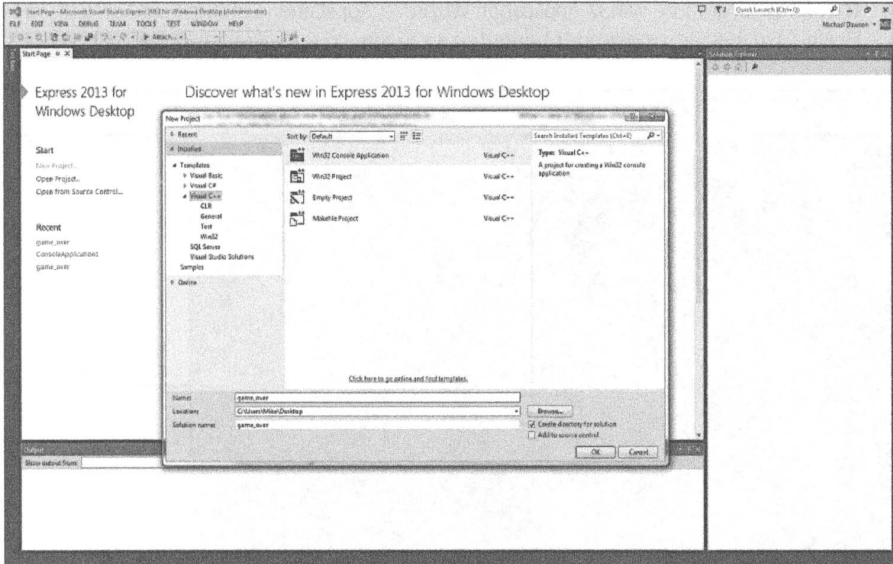 Start Page - Microsoft Visual Studio Express 2013 for Windows Desktop (Administrator)
Quick Launch (Ctrl+Q)
FILE EDIT VIEW DEBUG TEAM TOOLS TEST WINDOW HELP
Michael Dawson
Attach...
Start Page
Solution Explorer
Express 2013 for
Windows Desktop
Discover what's new in Express 2013 for Windows Desktop
Start
New Project...
Open Project...
Open from Source Control...
Recent
game_over
ConsoleApplication1
game_over
New Project
Recent
Installed
Templates
Visual Basic
Visual C#
Visual C++
CLR
General
Test
Win32
SQL Server
Visual Studio Solutions
Samples
Online
Sort by: Default
Win32 Console Application Visual C++
Win32 Project Visual C++
Empty Project Visual C++
Makefile Project Visual C++
Click here to go online and find templates.
Search Installed Templates (Ctrl+E)
Type: Visual C++
A project for creating a Win32 console
application
Name: game_over
Location: C:\Users\Mike\Desktop
Browse...
Solution name: game_over
Create directory for solution
Add to source control
OK Cancel
Output
Show output from: